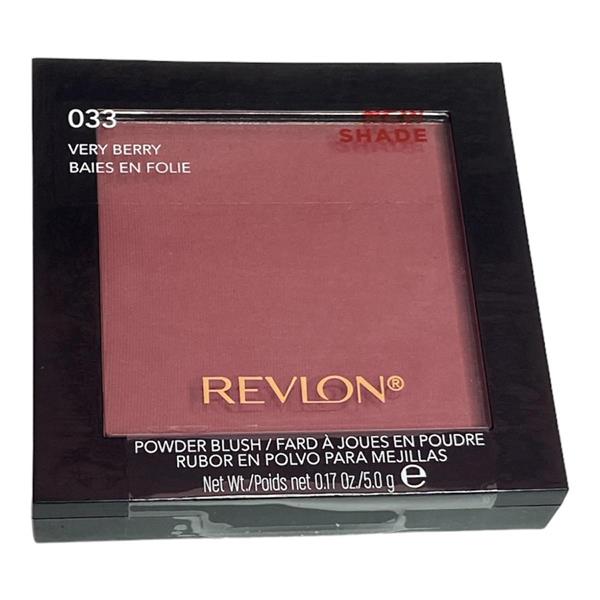 033
VERY BERRY
BAIES EN FOLIE
NEW
SHADE
REVLON®
POWDER BLUSH / FARD À JOUES EN POUDRE
RUBOR EN POLVO PARA MEJILLAS
Net Wt./Poids net 0.17 Oz/5.0 g ℮